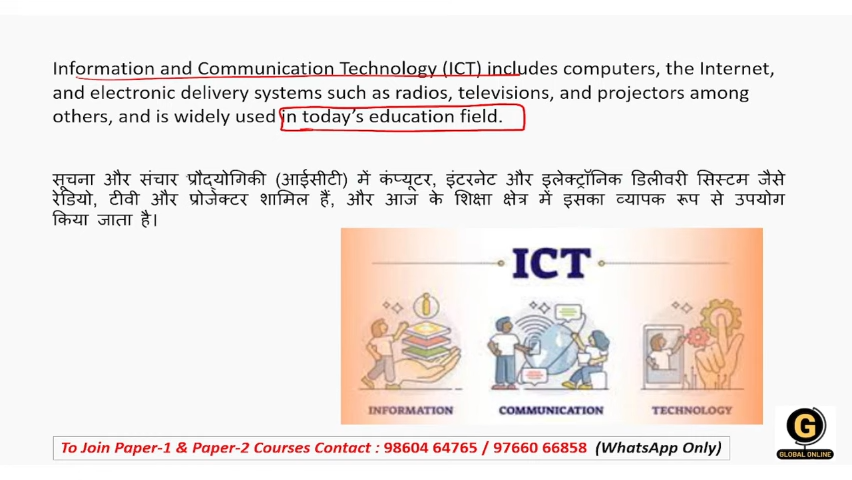 Information and Communication Technology (ICT) includes computers, the Internet,
and electronic delivery systems such as radios, televisions, and projectors among
others, and is widely used in today's education field.
सूचना और संचार प्रौद्योगिकी (आईसीटी) में कंप्यूटर, इंटरनेट और इलेक्ट्रॉनिक डिलीवरी सिस्टम जैसे
रेडियो, टीवी और प्रोजेक्टर शामिल हैं, और आज के शिक्षा क्षेत्र में इसका व्यापक रूप से उपयोग
किया जाता है।
ICT
INFORMATION COMMUNICATION TECHNOLOGY
To Join Paper-1 & Paper-2 Courses Contact : 98604 64765 / 97660 66858 (WhatsApp Only)
G
GLOBAL ONLINE